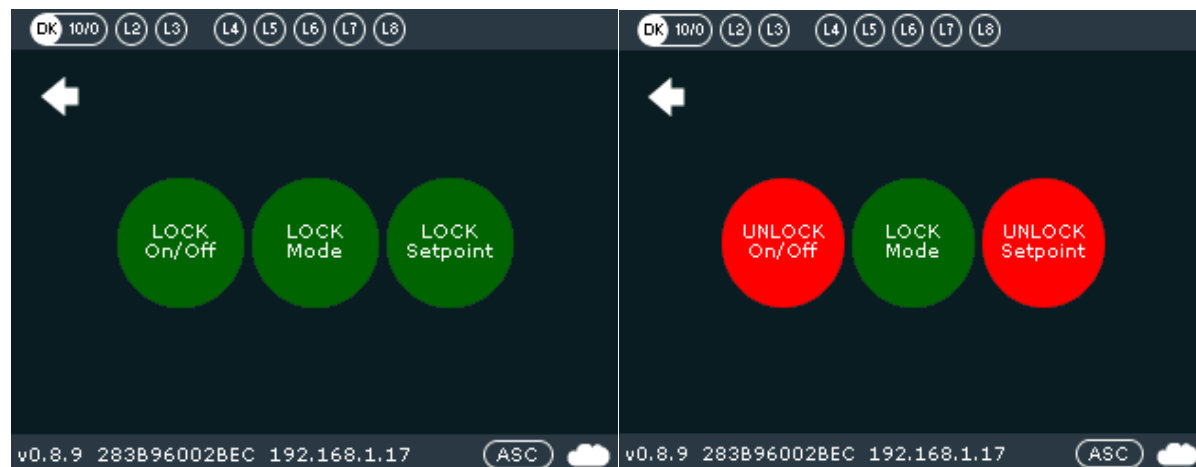 DK 10/0 L2 L3 L4 L5 L6 L7 L8
LOCK
On/Off
LOCK
Mode
LOCK
Setpoint
v0.8.9 283B96002BEC 192.168.1.17 ASC
DK 10/0 L2 L3 L4 L5 L6 L7 L8
UNLOCK
On/Off
LOCK
Mode
UNLOCK
Setpoint
v0.8.9 283B96002BEC 192.168.1.17 ASC